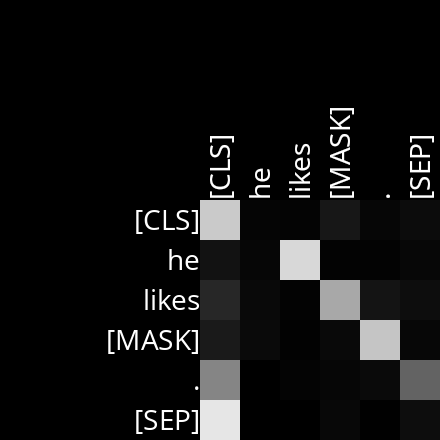 [CLS] he likes [MASK] . [SEP]
[CLS]
he
likes
[MASK]
.
[SEP]